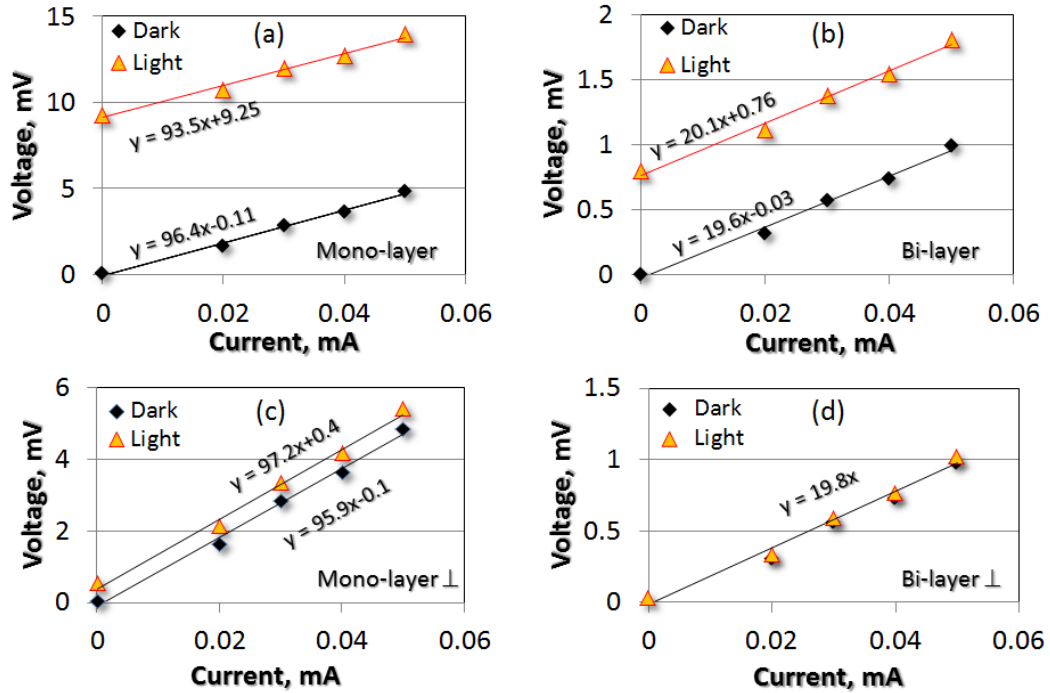 (a)
Dark
Light
y = 93.5x+9.25
y = 96.4x-0.11
Mono-layer
Voltage, mV
15
10
5
0
0
0.02
0.04
0.06
Current, mA
(b)
Dark
Light
y = 20.1x+0.76
y = 19.6x-0.03
Bi-layer
Voltage, mV
2
1.5
1
0.5
0
0
0.02
0.04
0.06
Current, mA
(c)
Dark
Light
y = 97.2x+0.4
y = 95.9x-0.1
Mono-layer ⊥
Voltage, mV
6
4
2
0
0
0.02
0.04
0.06
Current, mA
(d)
Dark
Light
y = 19.8x
Bi-layer ⊥
Voltage, mV
1.5
1
0.5
0
0
0.02
0.04
0.06
Current, mA